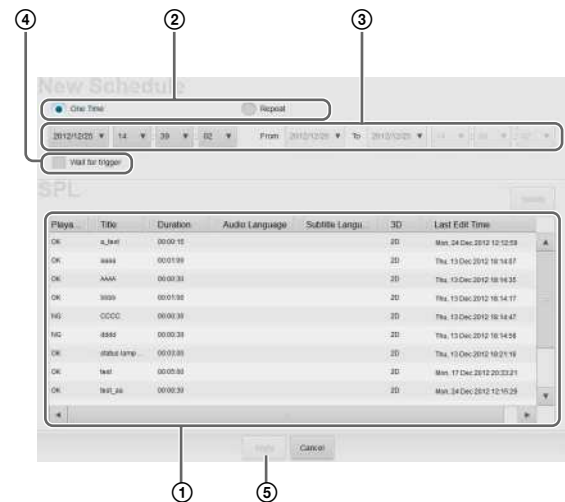 ④
②
③
New Schedule
One Time Repeat
2012/12/25 14 39 02 From 2012/12/25 To 2012/12/25
Wait for trigger
SPL
Playa... Title Duration Audio Language Subtitle Langu... 3D Last Edit Time
OK a_test 00:00:15 2D Mon, 24 Dec 2012 12:12:59
OK aaaa 00:01:00 2D Thu, 13 Dec 2012 18:14:07
OK AAAA 00:00:30 2D Thu, 13 Dec 2012 18:14:35
OK 00:01:00 2D Thu, 13 Dec 2012 18:14:17
NG CCCC 00:00:30 2D Thu, 13 Dec 2012 18:14:47
NG dddd 00:00:30 2D Thu, 13 Dec 2012 18:14:56
OK status lamp... 00:03:00 2D Thu, 13 Dec 2012 18:21:16
OK test 00:05:00 2D Mon, 17 Dec 2012 20:33:21
OK test_aa 00:00:30 2D Mon, 24 Dec 2012 12:15:29
Cancel
①
⑤